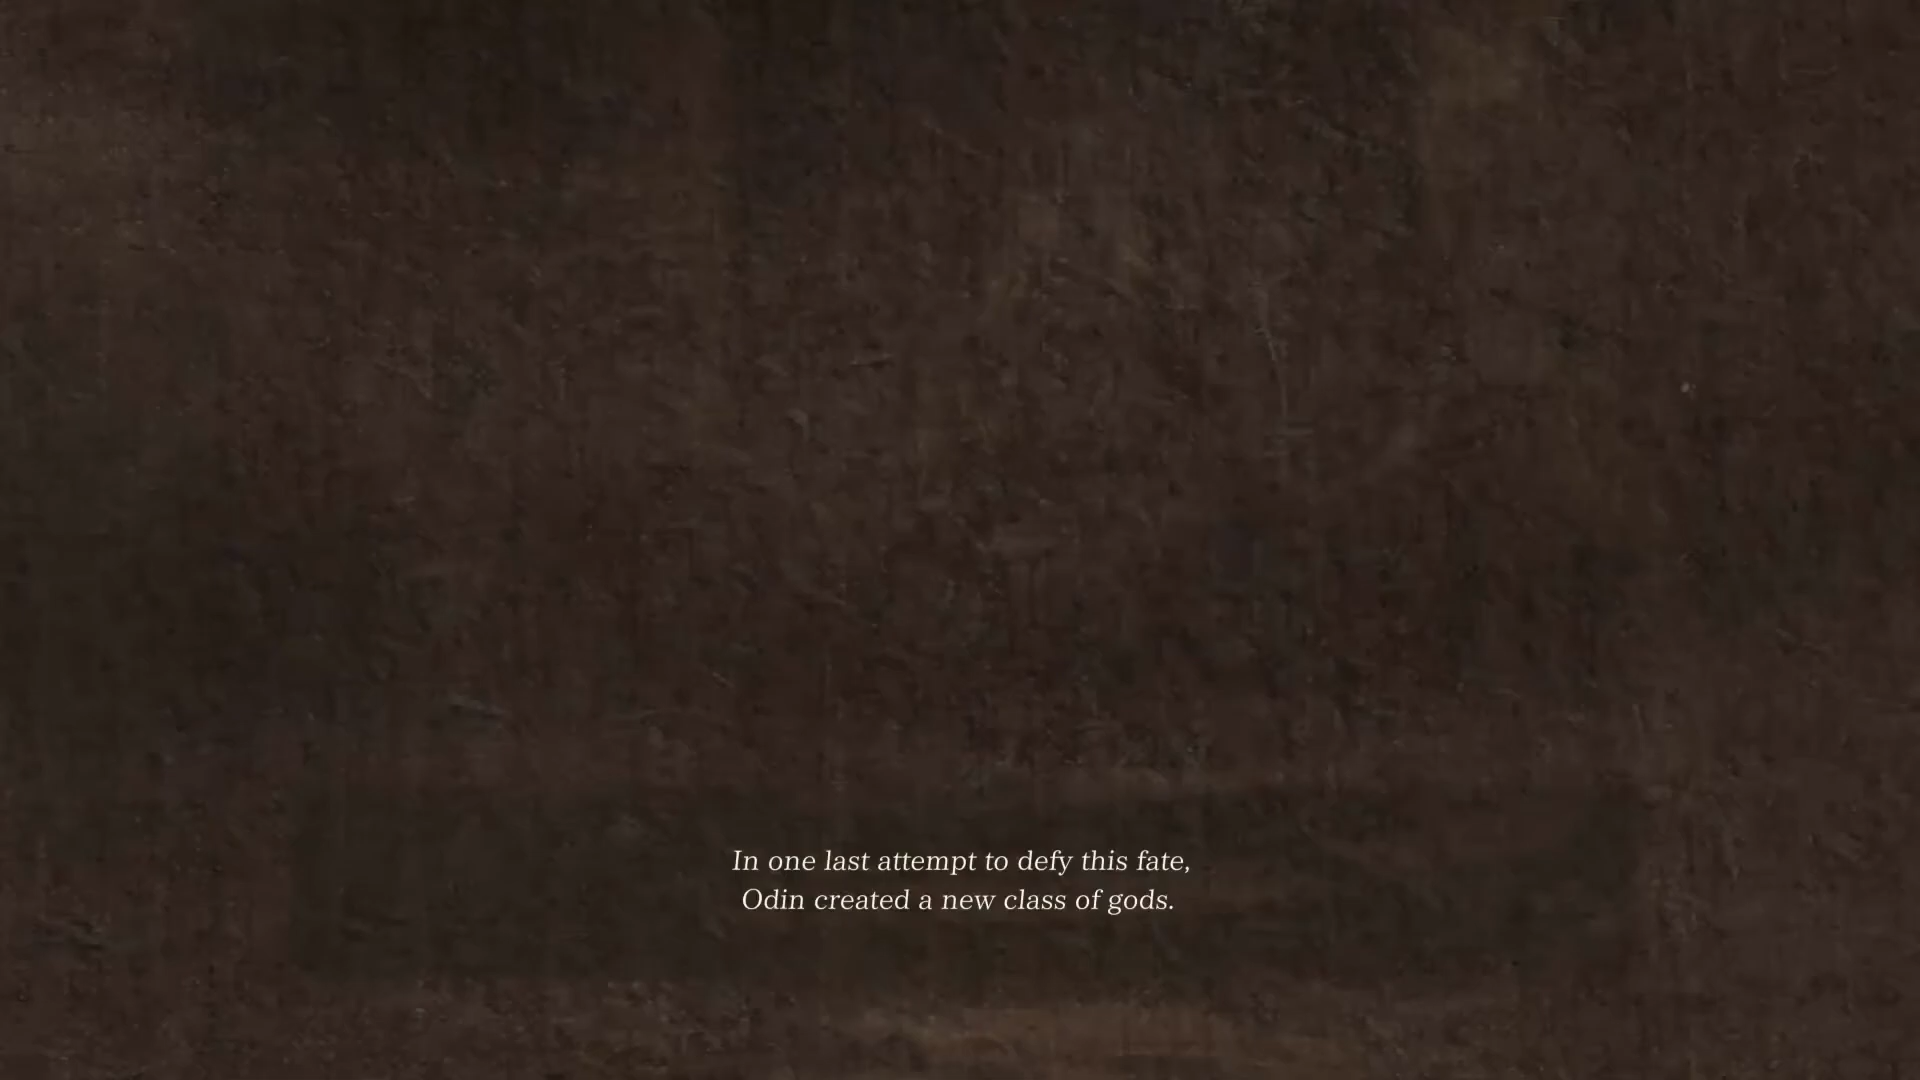 In one last attempt to defy this fate,
Odin created a new class of gods.